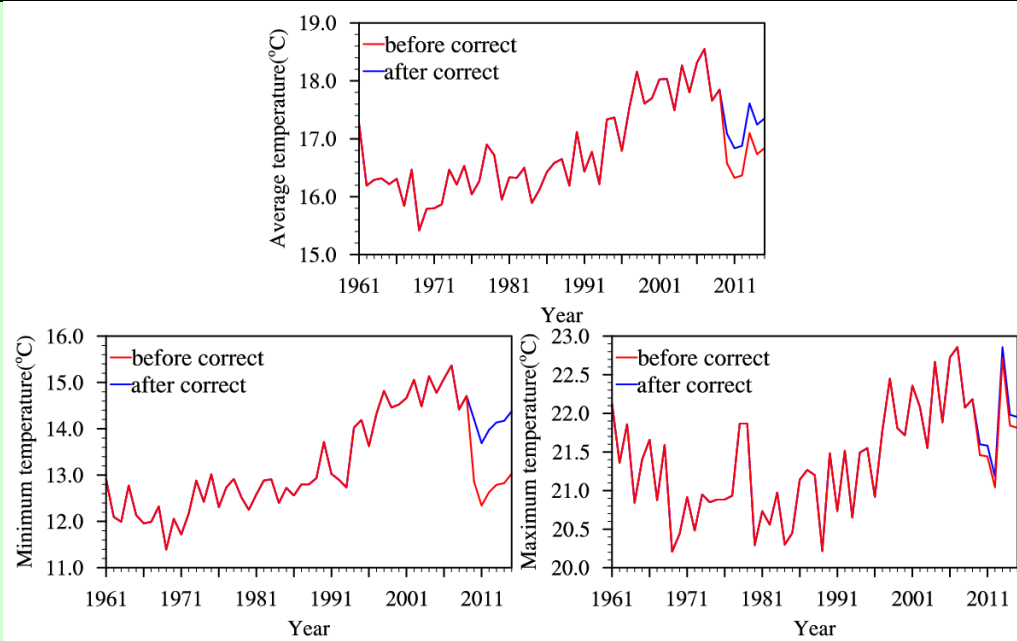 19.0
18.0
17.0
16.0
15.0
Average temperature(°C)
before correct
after correct
1961 1971 1981 1991 2001 2011
Year
16.0
15.0
14.0
13.0
12.0
11.0
Minimum temperature(°C)
before correct
after correct
1961 1971 1981 1991 2001 2011
Year
23.0
22.5
22.0
21.5
21.0
20.5
20.0
Maximum temperature(°C)
before correct
after correct
1961 1971 1981 1991 2001 2011
Year